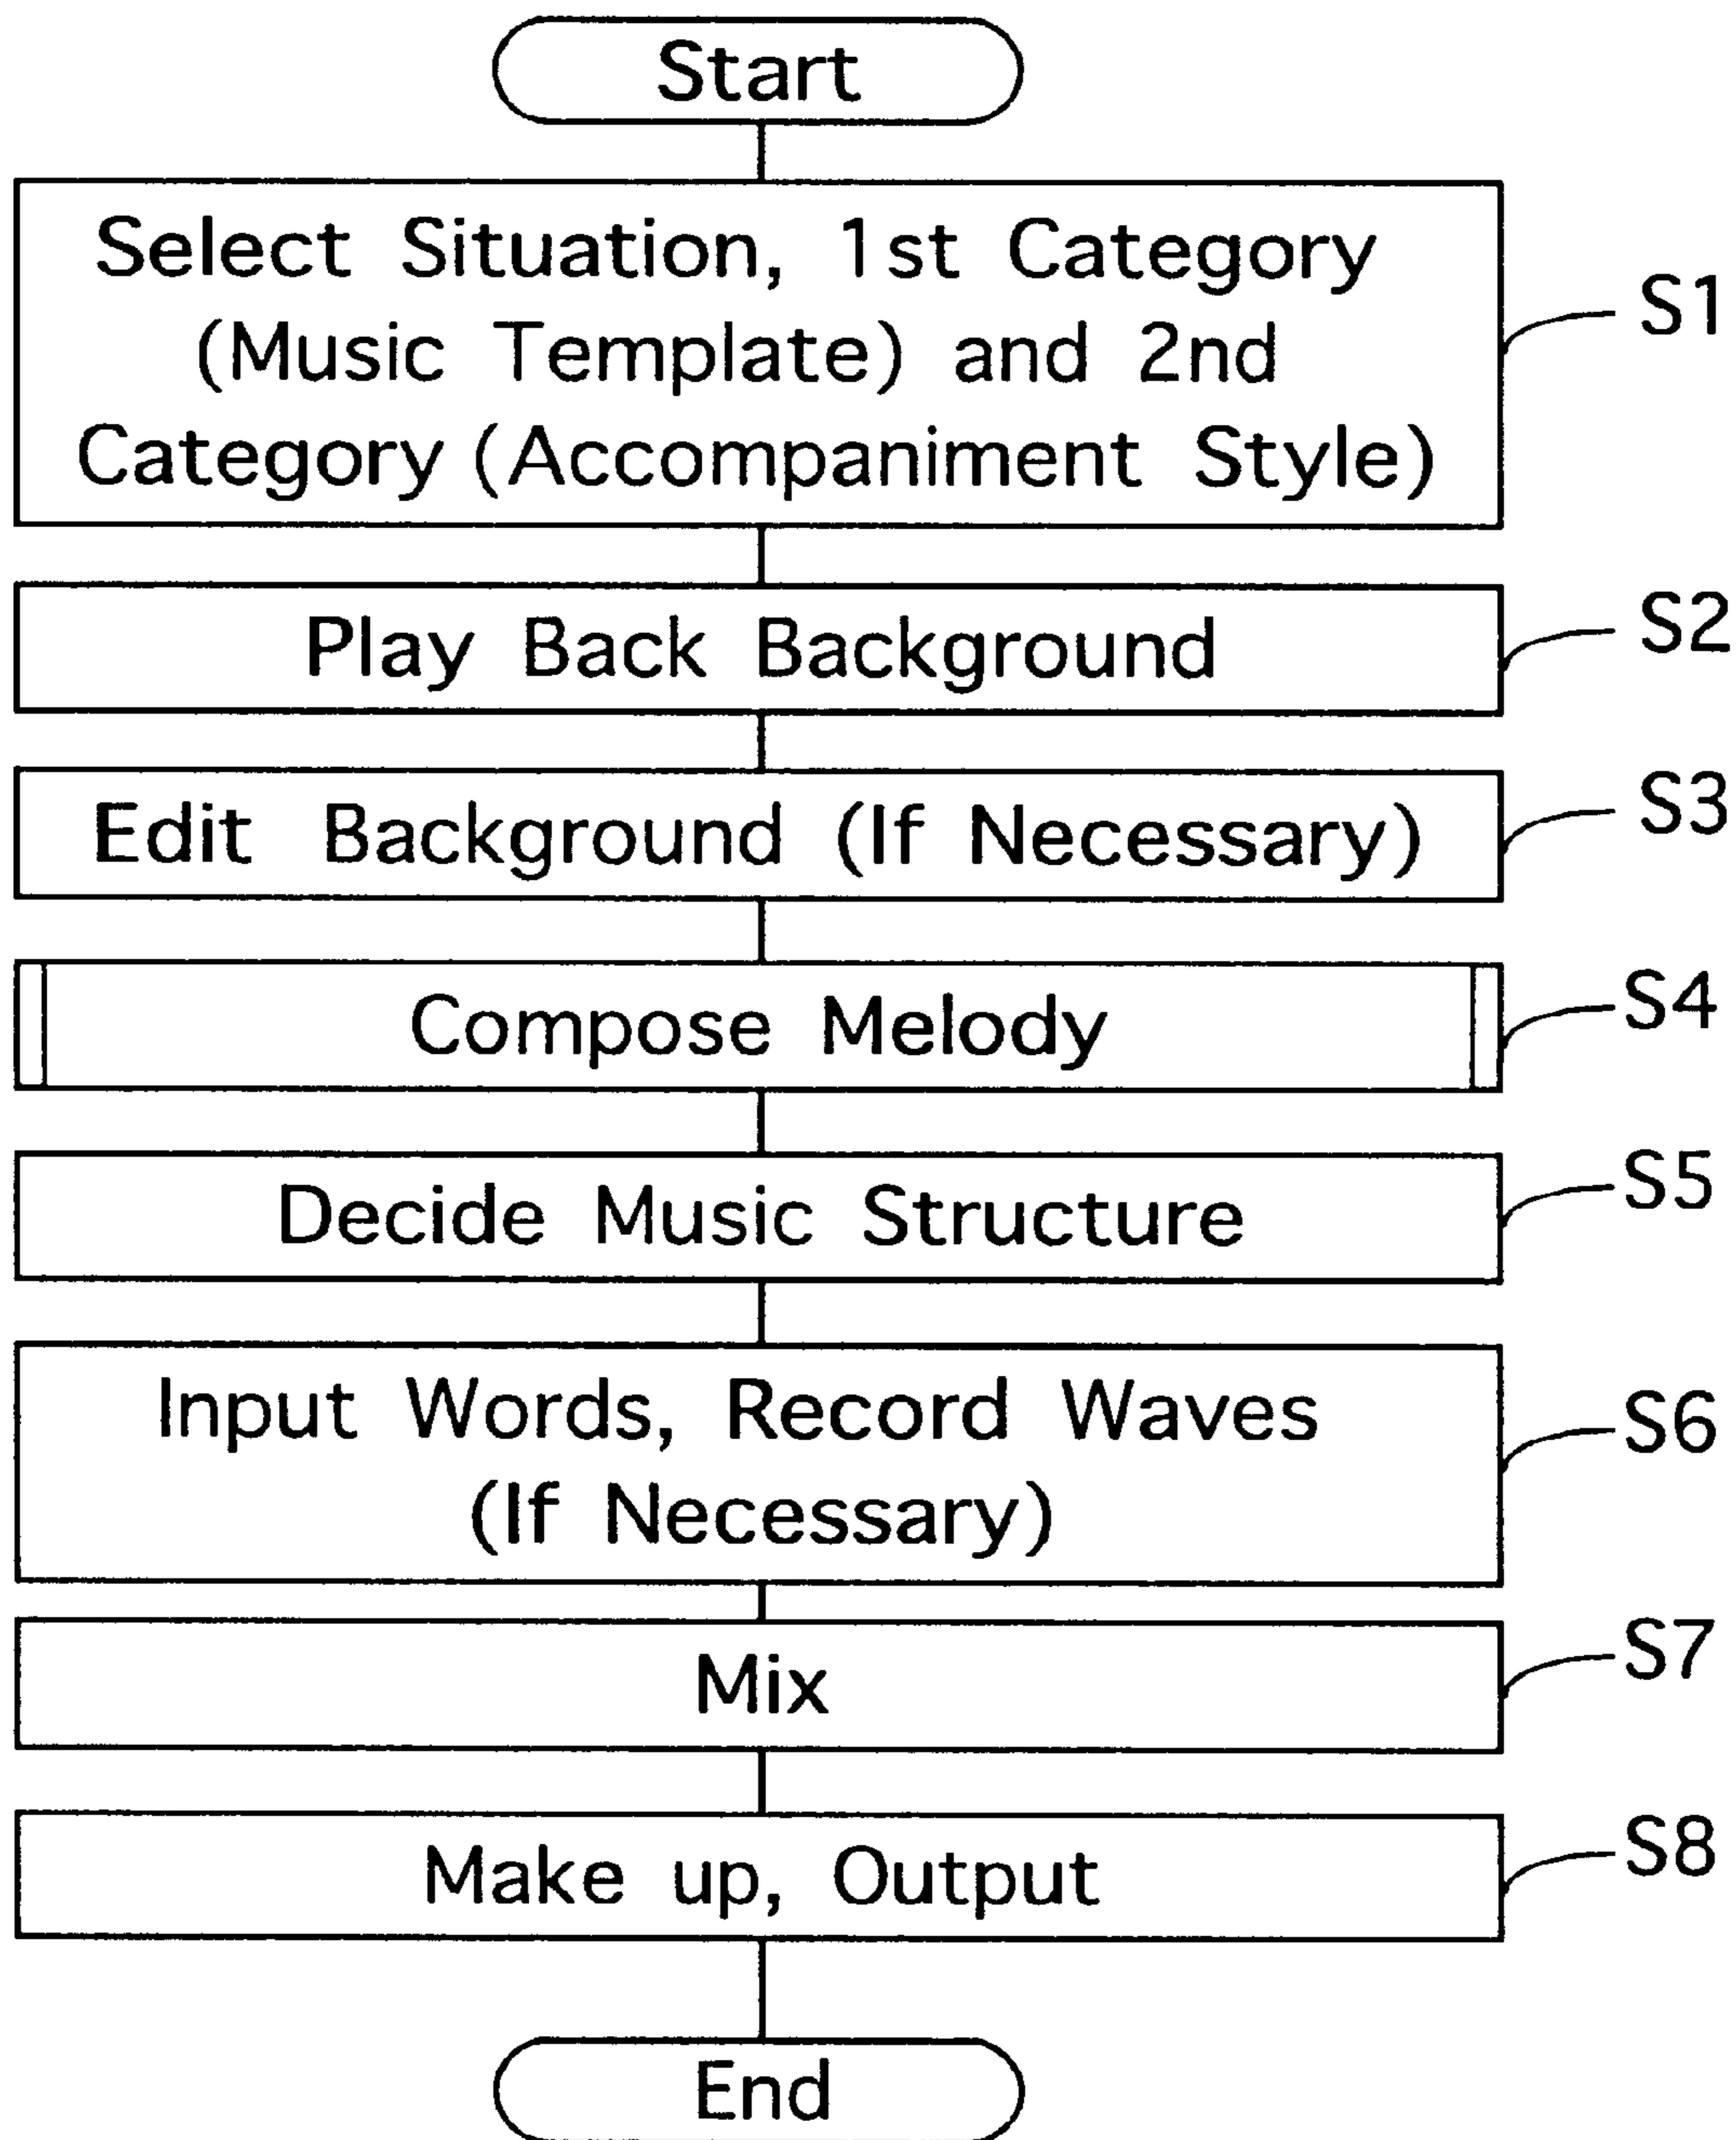 Start
Select Situation, 1st Category
(Music Template) and 2nd
Category (Accompaniment Style)
S1
Play Back Background
S2
Edit Background (If Necessary)
S3
Compose Melody
S4
Decide Music Structure
S5
Input Words, Record Waves
(If Necessary)
S6
Mix
S7
Make up, Output
S8
End